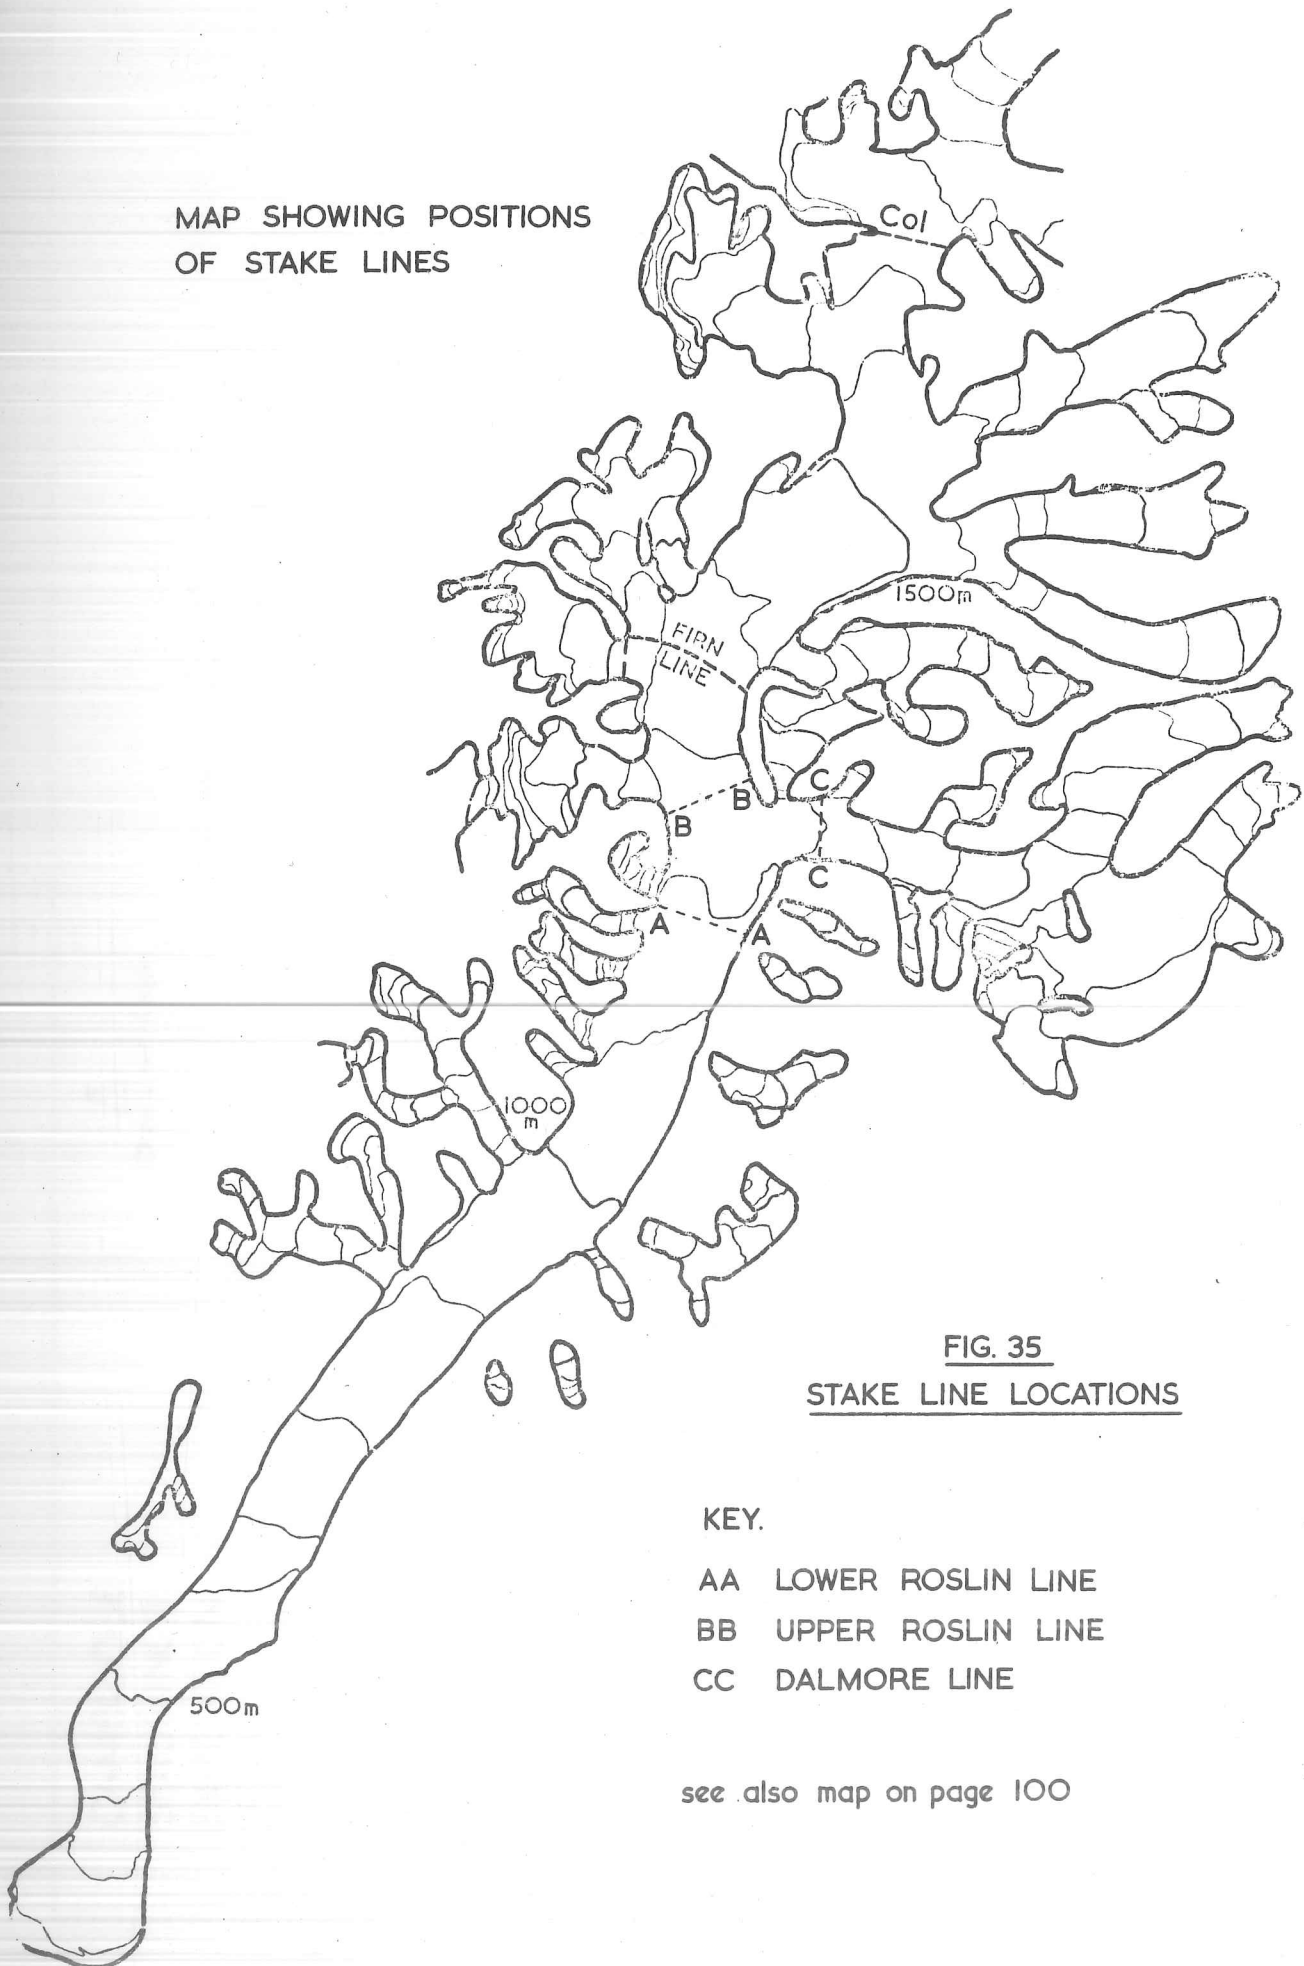 MAP SHOWING POSITIONS
OF STAKE LINES
Col
1500m
FIRN
LINE
B
C
B
C
A
A
1000
m
FIG. 35
STAKE LINE LOCATIONS
KEY.
AA LOWER ROSLIN LINE
BB UPPER ROSLIN LINE
CC DALMORE LINE
500m
see also map on page 100